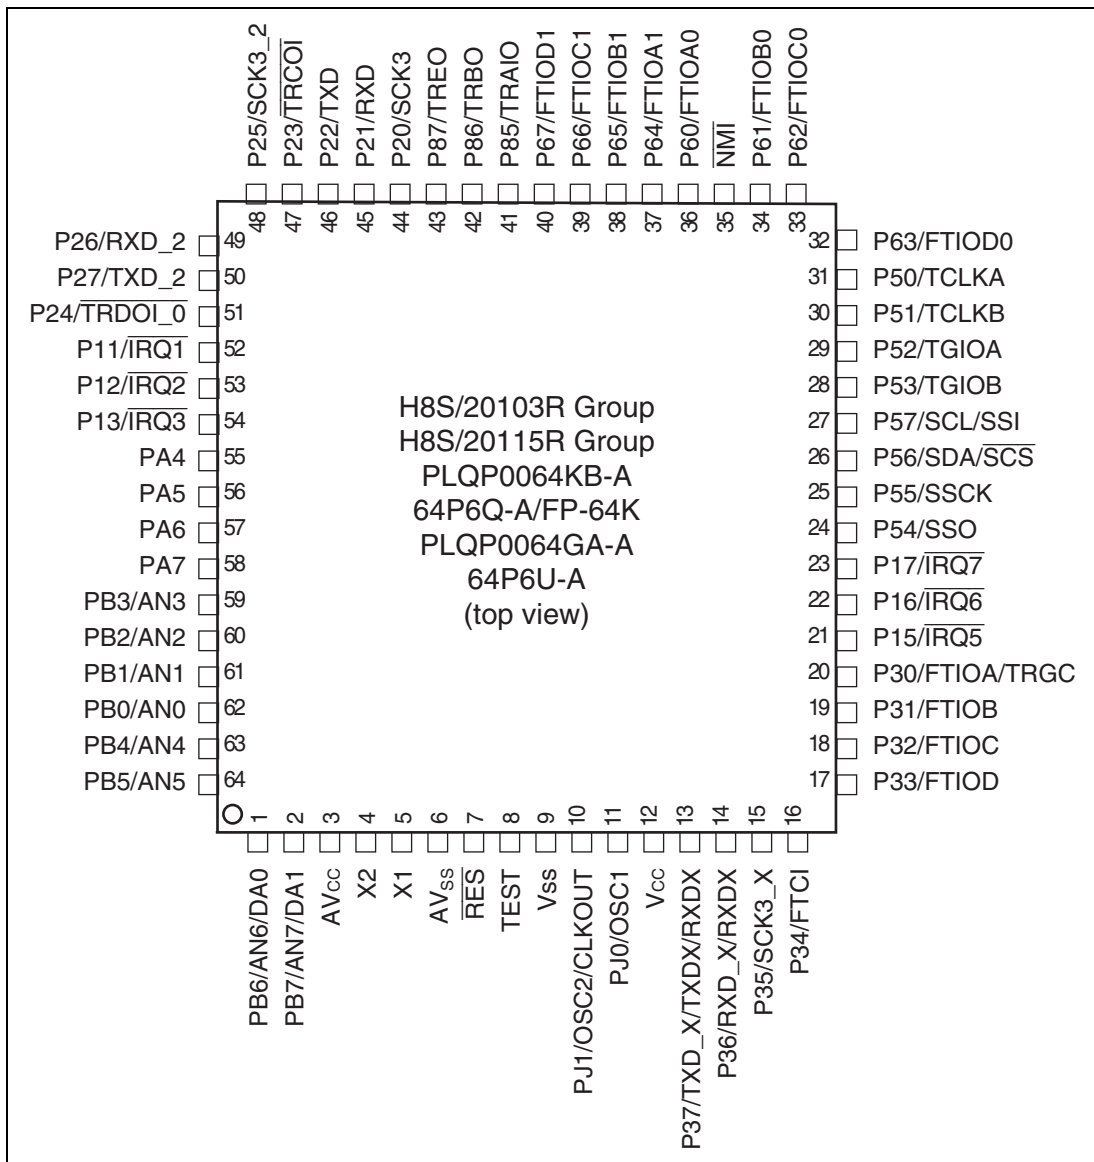 P25/SCK3_2
P23/TRCOI
P22/TXD
P21/RXD
P20/SCK3
P87/TREO
P86/TRBO
P85/TRAIO
P67/FTIOD1
P66/FTIOC1
P65/FTIOB1
P64/FTIOA1
P60/FTIOA0
NMI
P61/FTIOB0
P62/FTIOC0
48 47 46 45 44 43 42 41 40 39 38 37 36 35 34 33
P26/RXD_2 49
P27/TXD_2 50
P24/TRDOI_0 51
P11/IRQ1 52
P12/IRQ2 53
P13/IRQ3 54
PA4 55
PA5 56
PA6 57
PA7 58
PB3/AN3 59
PB2/AN2 60
PB1/AN1 61
PB0/AN0 62
PB4/AN4 63
PB5/AN5 64
H8S/20103R Group
H8S/20115R Group
PLQP0064KB-A
64P6Q-A/FP-64K
PLQP0064GA-A
64P6U-A
(top view)
32 P63/FTIOD0
31 P50/TCLKA
30 P51/TCLKB
29 P52/TGIOA
28 P53/TGIOB
27 P57/SCL/SSI
26 P56/SDA/SCS
25 P55/SSCK
24 P54/SSO
23 P17/IRQ7
22 P16/IRQ6
21 P15/IRQ5
20 P30/FTIOA/TRGC
19 P31/FTIOB
18 P32/FTIOC
17 P33/FTIOD
1 2 3 4 5 6 7 8 9 10 11 12 13 14 15 16
PB6/AN6/DA0
PB7/AN7/DA1
AVcc
X2
X1
AVss
RES
TEST
Vss
PJ1/OSC2/CLKOUT
PJ0/OSC1
Vcc
P37/TXD_X/TXDX/RXDX
P36/RXD_X/RXDX
P35/SCK3_X
P34/FTCI